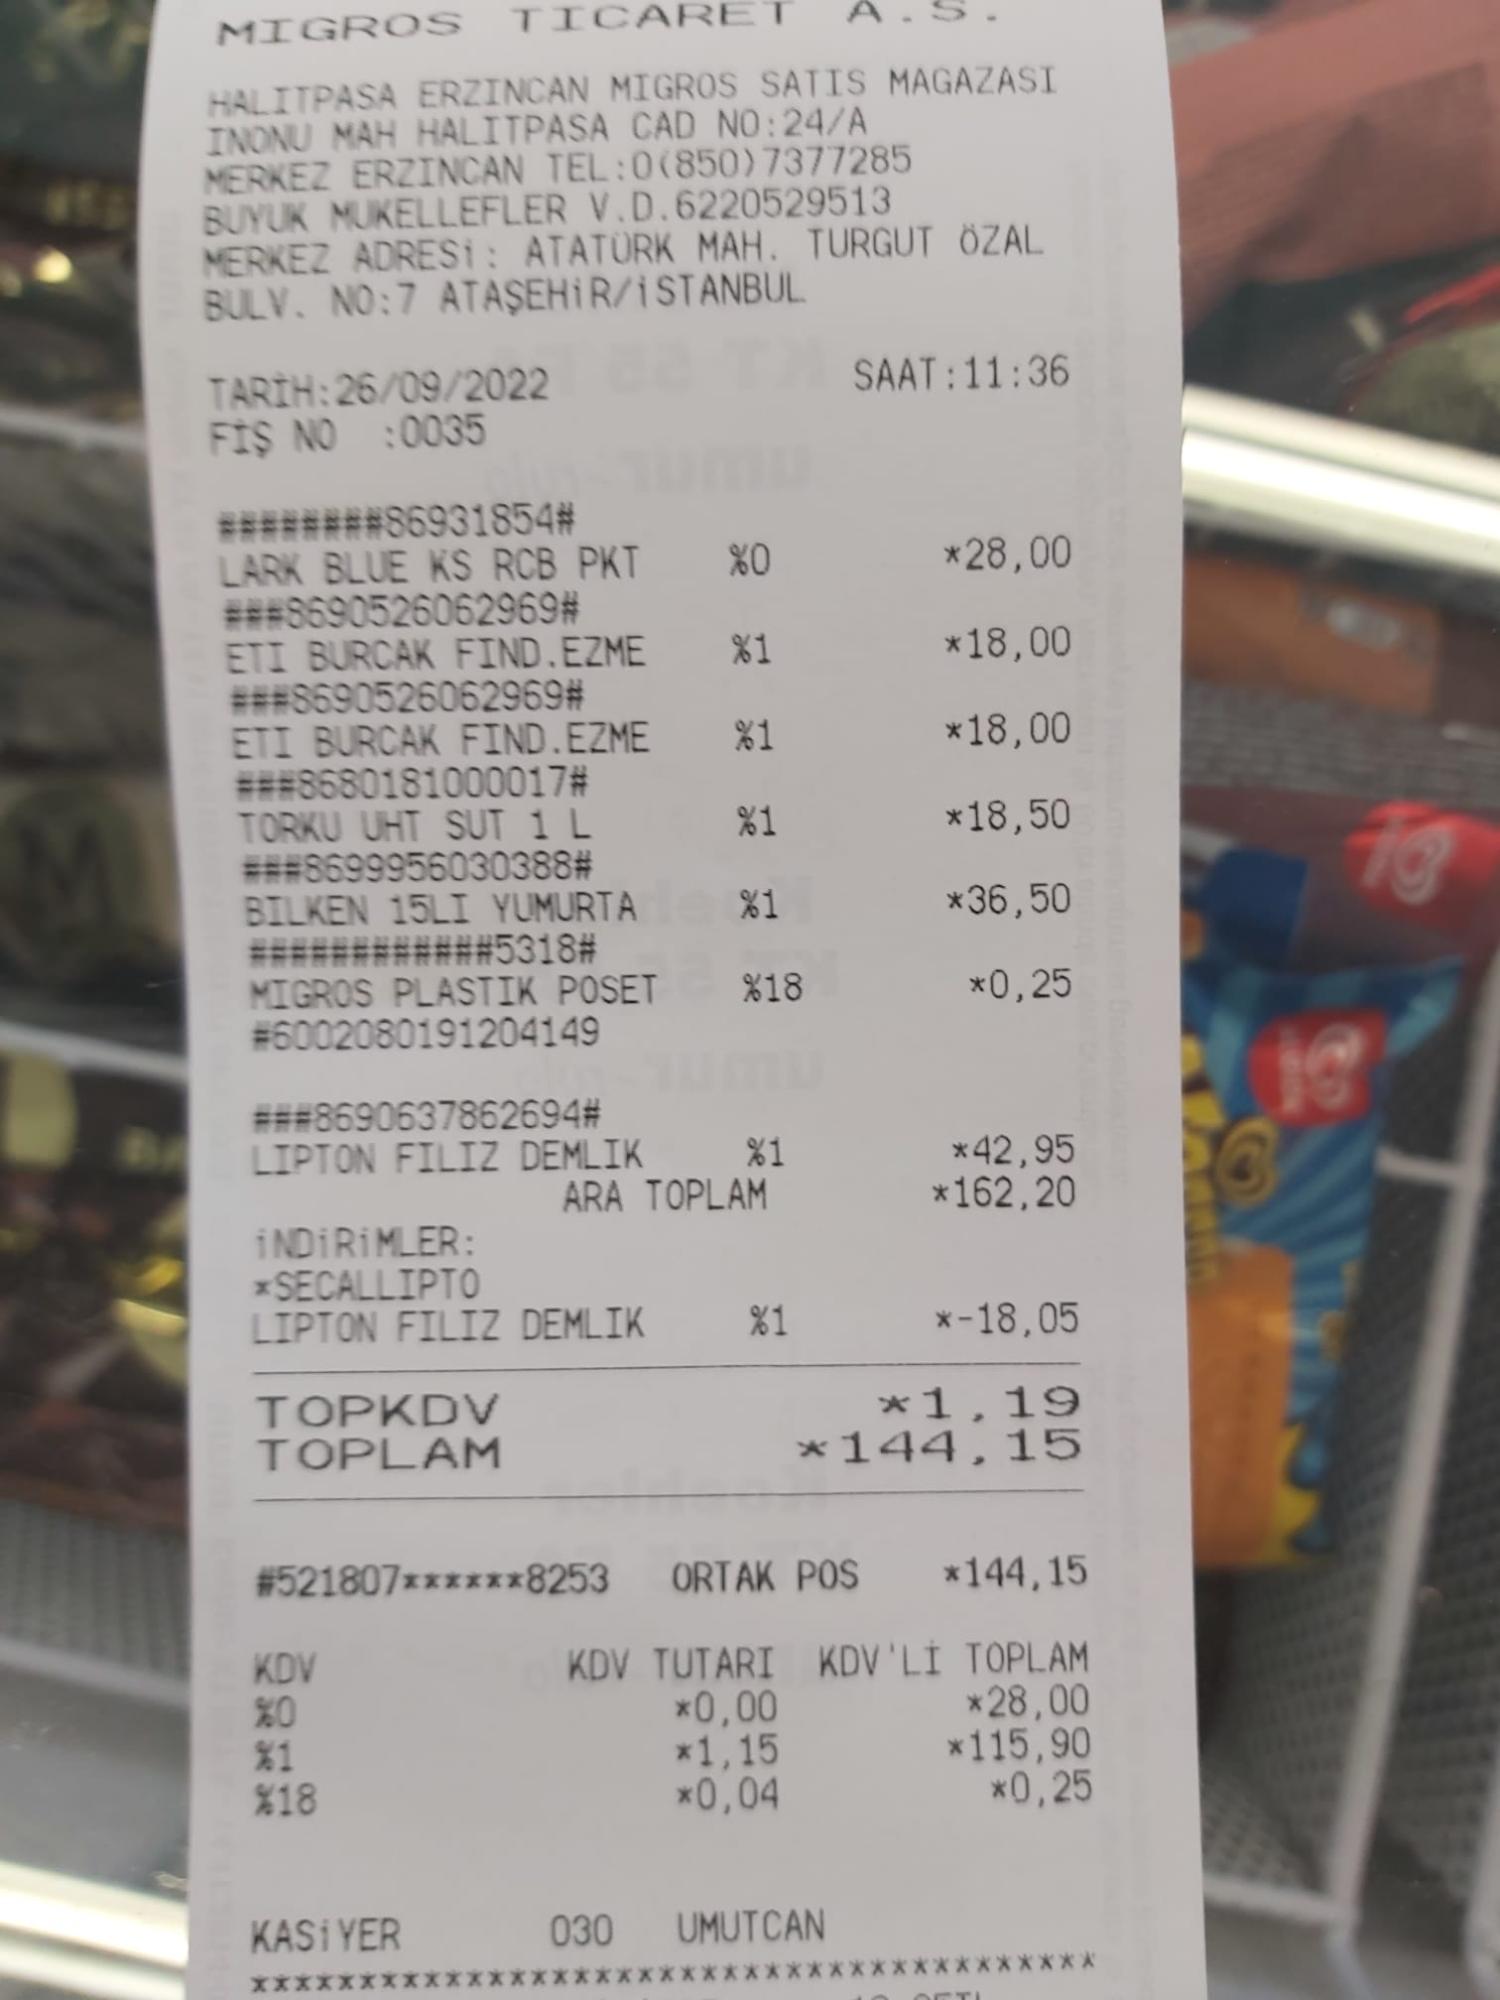 MIGROS TICARET A.S.
HALITPASA ERZINCAN MIGROS SATIS MAGAZASI
INONU MAH HALITPASA CAD NO:24/A
MERKEZ ERZINCAN TEL:0(850)7377285
BUYUK MUKELLEFLER V.D.6220529513
MERKEZ ADRESİ: ATATÜRK MAH. TURGUT ÖZAL
BULV. NO:7 ATAŞEHİR/İSTANBUL
TARİH:26/09/2022 SAAT:11:36
FİŞ NO :0035
########86931854#
LARK BLUE KS RCB PKT %0 *28,00
###8690526062969#
ETI BURCAK FIND.EZME %1 *18,00
###8690526062969#
ETI BURCAK FIND.EZME %1 *18,00
###8680181000017#
TORKU UHT SUT 1 L %1 *18,50
###8699956030388#
BILKEN 15LI YUMURTA %1 *36,50
############5318#
MIGROS PLASTIK POSET %18 *0,25
#6002080191204149
###8690637862694#
LIPTON FILIZ DEMLIK %1 *42,95
ARA TOPLAM *162,20
İNDİRİMLER:
*SECALLIPTO
LIPTON FILIZ DEMLIK %1 *-18,05
TOPKDV *1,19
TOPLAM *144,15
#521807******8253 ORTAK POS *144,15
KDV KDV TUTARI KDV'Lİ TOPLAM
%0 *0,00 *28,00
%1 *1,15 *115,90
%18 *0,04 *0,25
KASİYER 030 UMUTCAN
***************************************